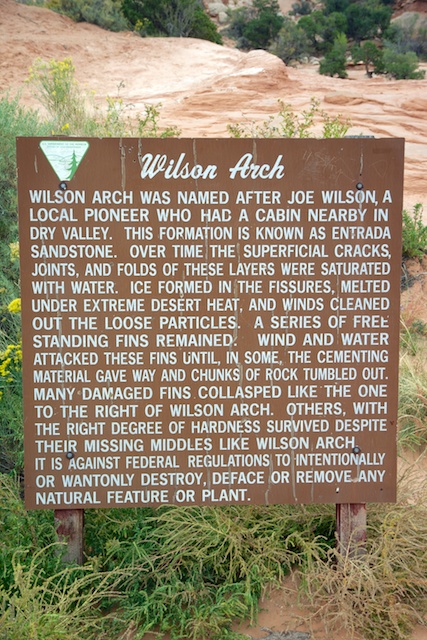 Wilson Arch
WILSON ARCH WAS NAMED AFTER JOE WILSON, A
LOCAL PIONEER WHO HAD A CABIN NEARBY IN
DRY VALLEY. THIS FORMATION IS KNOWN AS ENTRADA
SANDSTONE. OVER TIME THE SUPERFICIAL CRACKS,
JOINTS, AND FOLDS OF THESE LAYERS WERE SATURATED
WITH WATER. ICE FORMED IN THE FISSURES, MELTED
UNDER EXTREME DESERT HEAT, AND WINDS CLEANED
OUT THE LOOSE PARTICLES. A SERIES OF FREE
STANDING FINS REMAINED. WIND AND WATER
ATTACKED THESE FINS UNTIL, IN SOME, THE CEMENTING
MATERIAL GAVE WAY AND CHUNKS OF ROCK TUMBLED OUT.
MANY DAMAGED FINS COLLASPED LIKE THE ONE
TO THE RIGHT OF WILSON ARCH. OTHERS, WITH
THE RIGHT DEGREE OF HARDNESS SURVIVED DESPITE
THEIR MISSING MIDDLES LIKE WILSON ARCH.
IT IS AGAINST FEDERAL REGULATIONS TO INTENTIONALLY
OR WANTONLY DESTROY, DEFACE OR REMOVE ANY
NATURAL FEATURE OR PLANT.